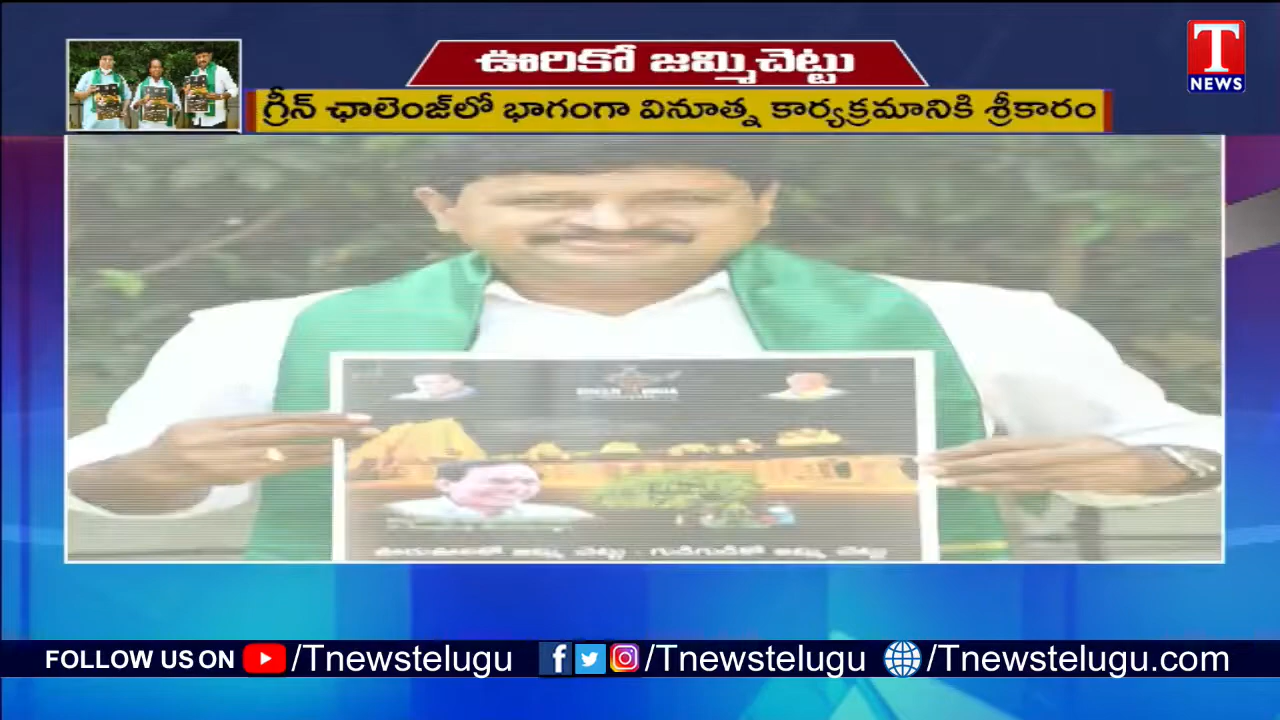 ఊరికో జమ్మిచెట్టు
T
NEWS
గ్రీన్ ఛాలెంజ్‌లో భాగంగా వినూత్న కార్యక్రమానికి శ్రీకారం
FOLLOW US ON /Tnewstelugu /Tnewstelugu /Tnewstelugu.com